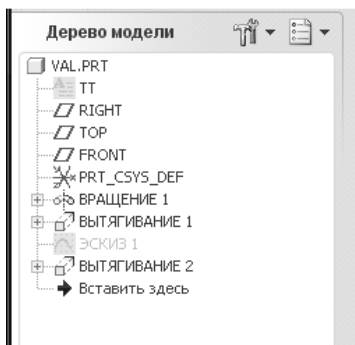 Дерево модели
VAL.PRT
TT
RIGHT
TOP
FRONT
PRT_CSYS_DEF
ВРАЩЕНИЕ 1
ВЫТЯГИВАНИЕ 1
ЭСКИЗ 1
ВЫТЯГИВАНИЕ 2
Вставить здесь